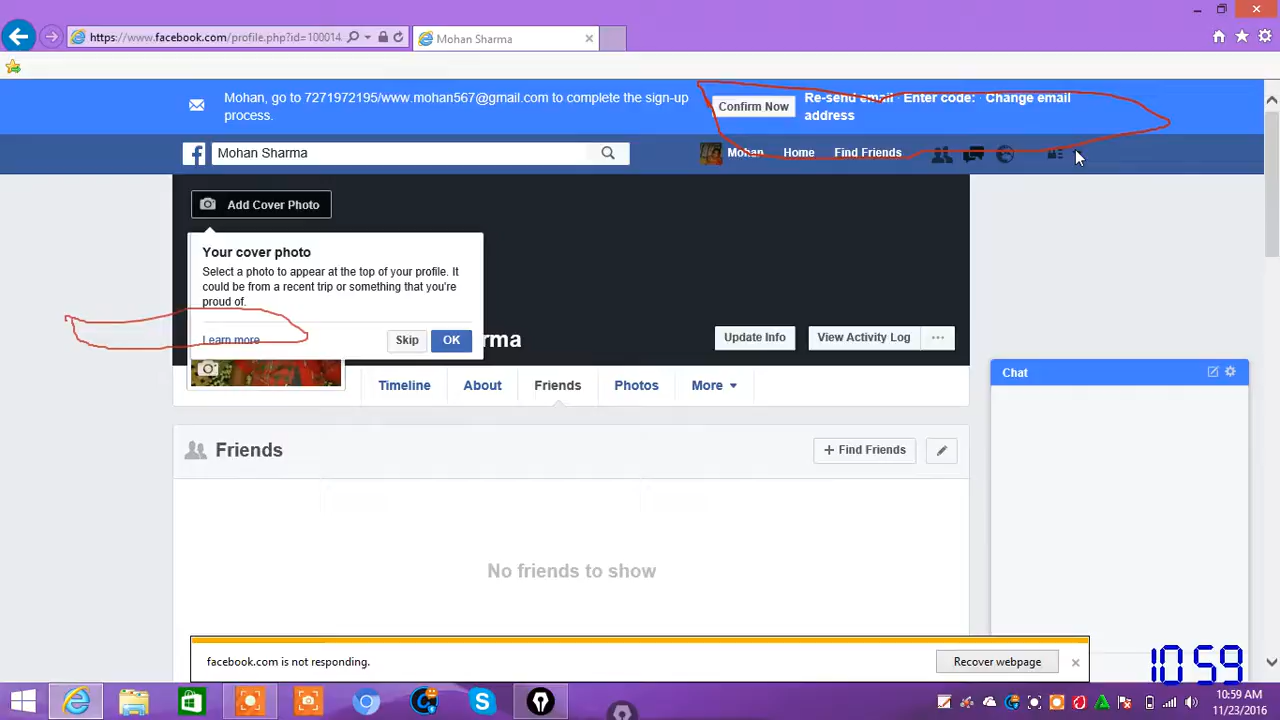 https://www.facebook.com/profile.php?id=100014
Mohan Sharma
Mohan, go to 7271972195/www.mohan567@gmail.com to complete the sign-up
process.
Confirm Now
Re-send email · Enter code: · Change email
address
Mohan Sharma
Mohan
Home
Find Friends
Add Cover Photo
Your cover photo
Select a photo to appear at the top of your profile. It
could be from a recent trip or something that you're
proud of.
Learn more
Skip
OK
rma
Update Info
View Activity Log
Timeline
About
Friends
Photos
More
Chat
Friends
+ Find Friends
No friends to show
facebook.com is not responding.
Recover webpage
10:59
10:59 AM
11/23/2016